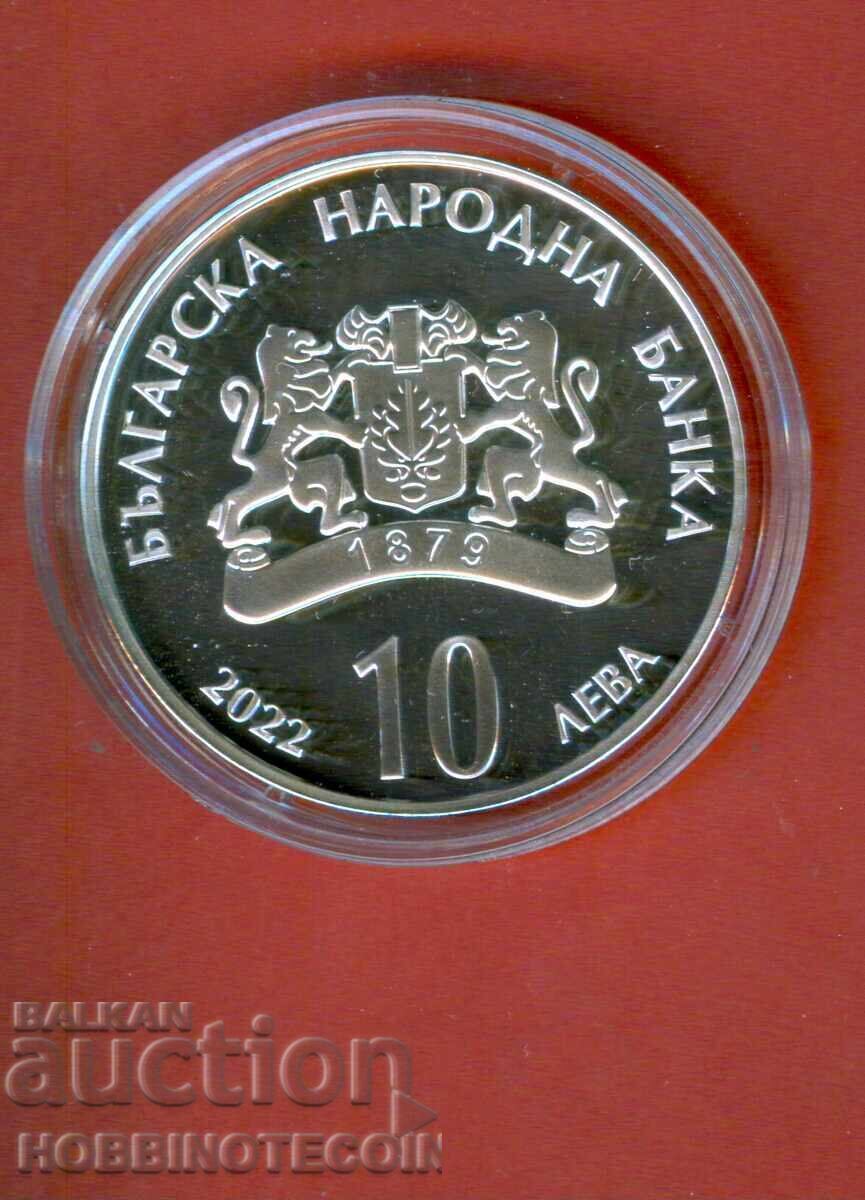 БЪЛГАРСКА НАРОДНА БАНКА
1879
2022
10
ЛЕВА
BALKAN
auction
HOBBINOTECOIN